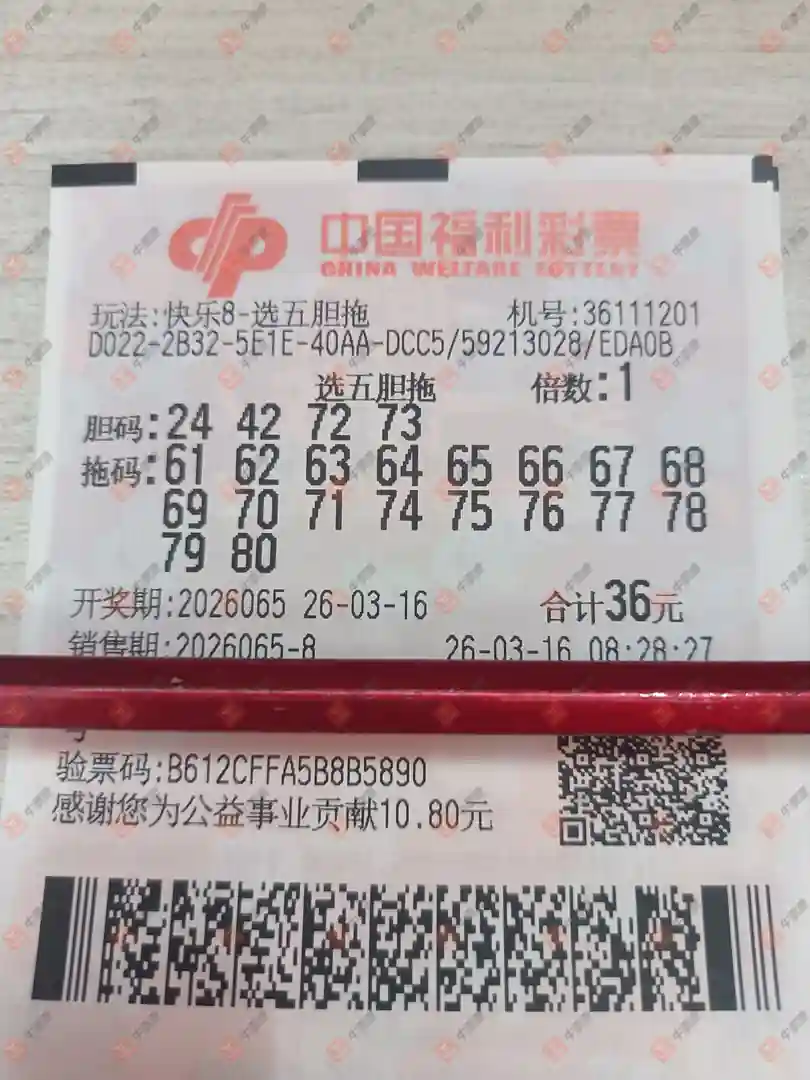 中国福利彩票
CHINA WELFARE LOTTERY
玩法:快乐8-选五胆拖 机号:36111201
D022-2B32-5E1E-40AA-DCC5/59213028/EDA0B
选五胆拖 倍数:1
胆码:24 42 72 73
拖码:61 62 63 64 65 66 67 68
69 70 71 74 75 76 77 78
79 80
开奖期:2026065 26-03-16 合计36元
销售期:2026065-8 26-03-16 08:28:27
验票码:B612CFFA5B8B5890
感谢您为公益事业贡献10.80元